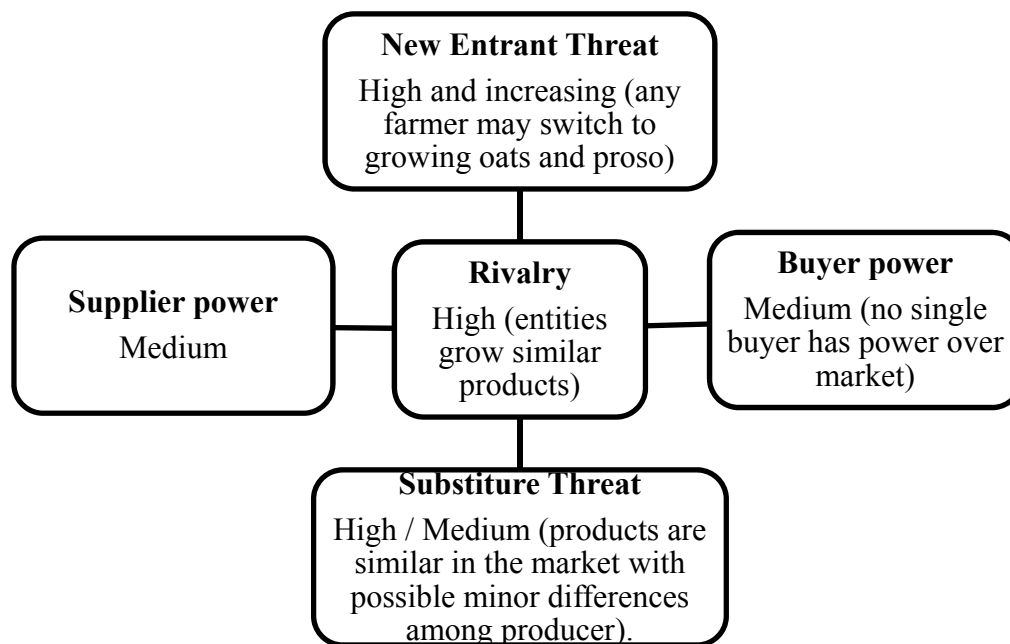 New Entrant Threat
High and increasing (any
farmer may switch to
growing oats and proso)
Supplier power
Medium
Rivalry
High (entities
grow similar
products)
Buyer power
Medium (no single
buyer has power over
market)
Substiture Threat
High / Medium (products are
similar in the market with
possible minor differences
among producer).